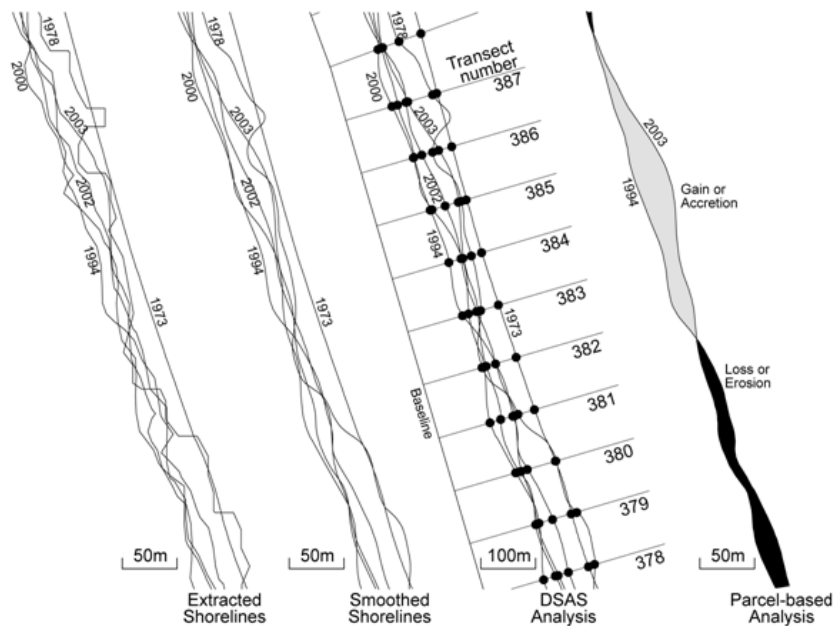 1978
2000
2003
2002
1994
1973
50m
Extracted
Shorelines
1978
2000
2003
2002
1994
1973
50m
Smoothed
Shorelines
1978
Transect
number
2000
387
2003
386
2002
385
1994
384
383
1973
382
Baseline
381
380
379
100m
378
DSAS
Analysis
2003
1994
Gain or
Accretion
Loss or
Erosion
50m
Parcel-based
Analysis